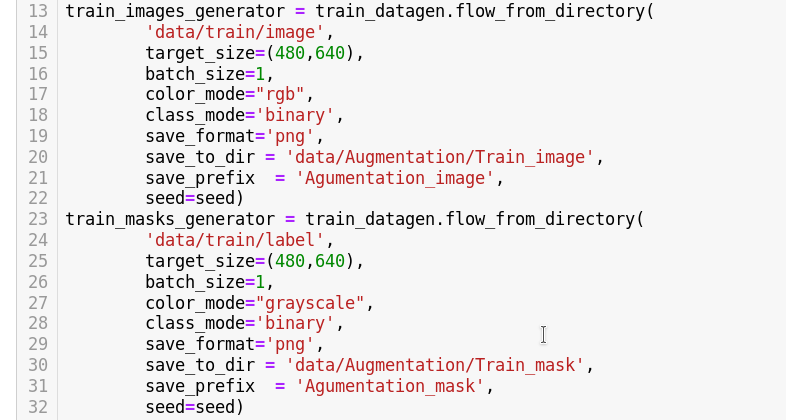 13 train_images_generator = train_datagen.flow_from_directory(
14         'data/train/image',
15         target_size=(480,640),
16         batch_size=1,
17         color_mode="rgb",
18         class_mode='binary',
19         save_format='png',
20         save_to_dir = 'data/Augmentation/Train_image',
21         save_prefix  = 'Agumentation_image',
22         seed=seed)
23 train_masks_generator = train_datagen.flow_from_directory(
24         'data/train/label',
25         target_size=(480,640),
26         batch_size=1,
27         color_mode="grayscale",
28         class_mode='binary',
29         save_format='png',
30         save_to_dir = 'data/Augmentation/Train_mask',
31         save_prefix  = 'Agumentation_mask',
32         seed=seed)